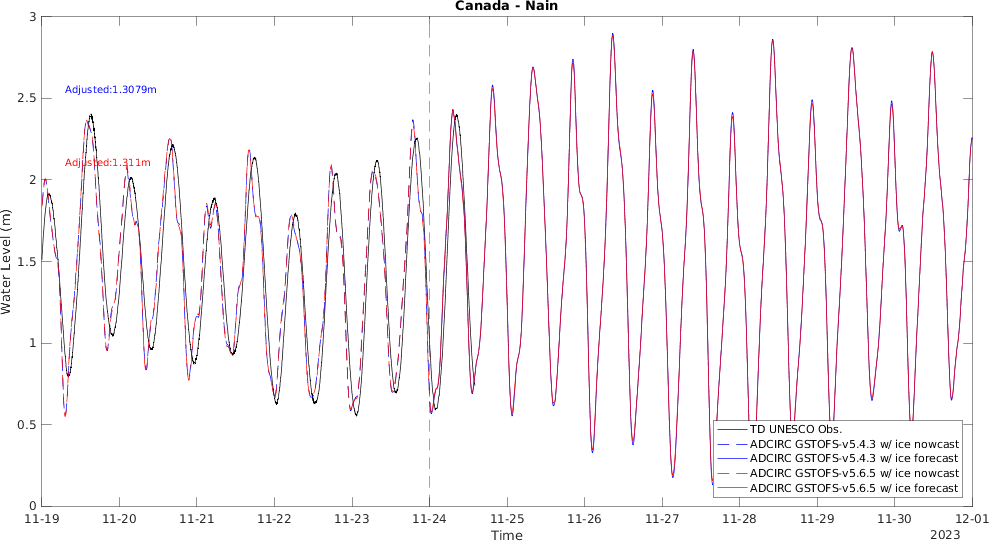 Canada - Nain
3
2.5
2
1.5
1
0.5
0
Water Level (m)
Adjusted:1.3079m
Adjusted:1.311m
TD UNESCO Obs.
ADCIRC GSTOFS-v5.4.3 w/ ice nowcast
ADCIRC GSTOFS-v5.4.3 w/ ice forecast
ADCIRC GSTOFS-v5.6.5 w/ ice nowcast
ADCIRC GSTOFS-v5.6.5 w/ ice forecast
11-19 11-20 11-21 11-22 11-23 11-24 11-25 11-26 11-27 11-28 11-29 11-30 12-01
Time
2023